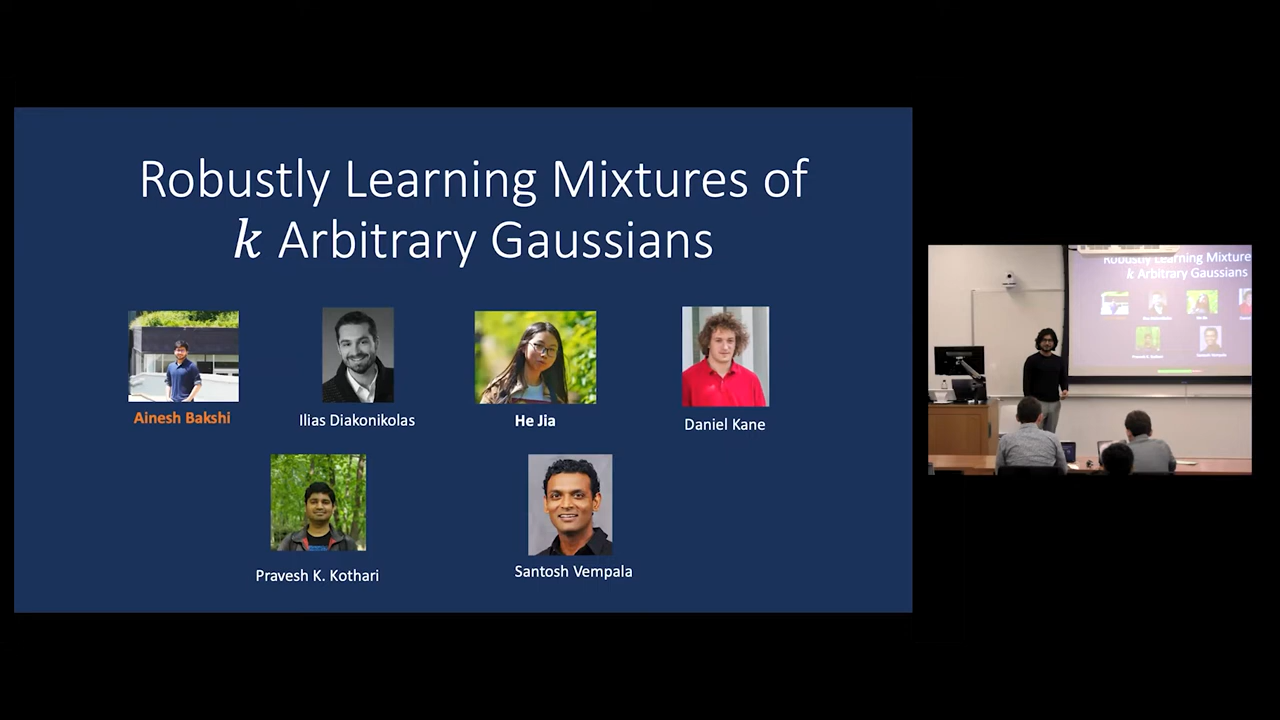 Robustly Learning Mixtures of
k Arbitrary Gaussians
Ainesh Bakshi
Ilias Diakonikolas
He Jia
Daniel Kane
Pravesh K. Kothari
Santosh Vempala
Robustly Learning Mixture
k Arbitrary Gaussians